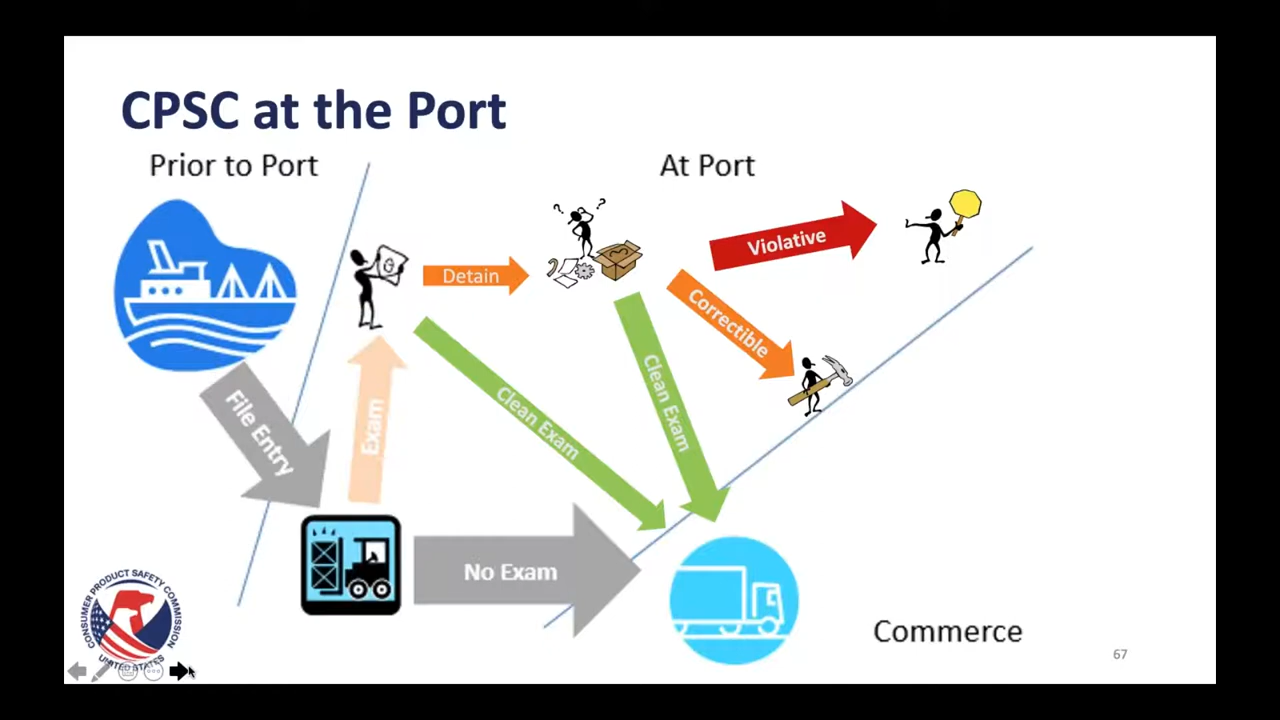 CPSC at the Port
Prior to Port
At Port
? ?
Violative
Detain
Correctible
File Entry
Exam
Clean Exam
Clean Exam
No Exam
Commerce
CONSUMER PRODUCT SAFETY COMMISSION
UNITED STATES
67